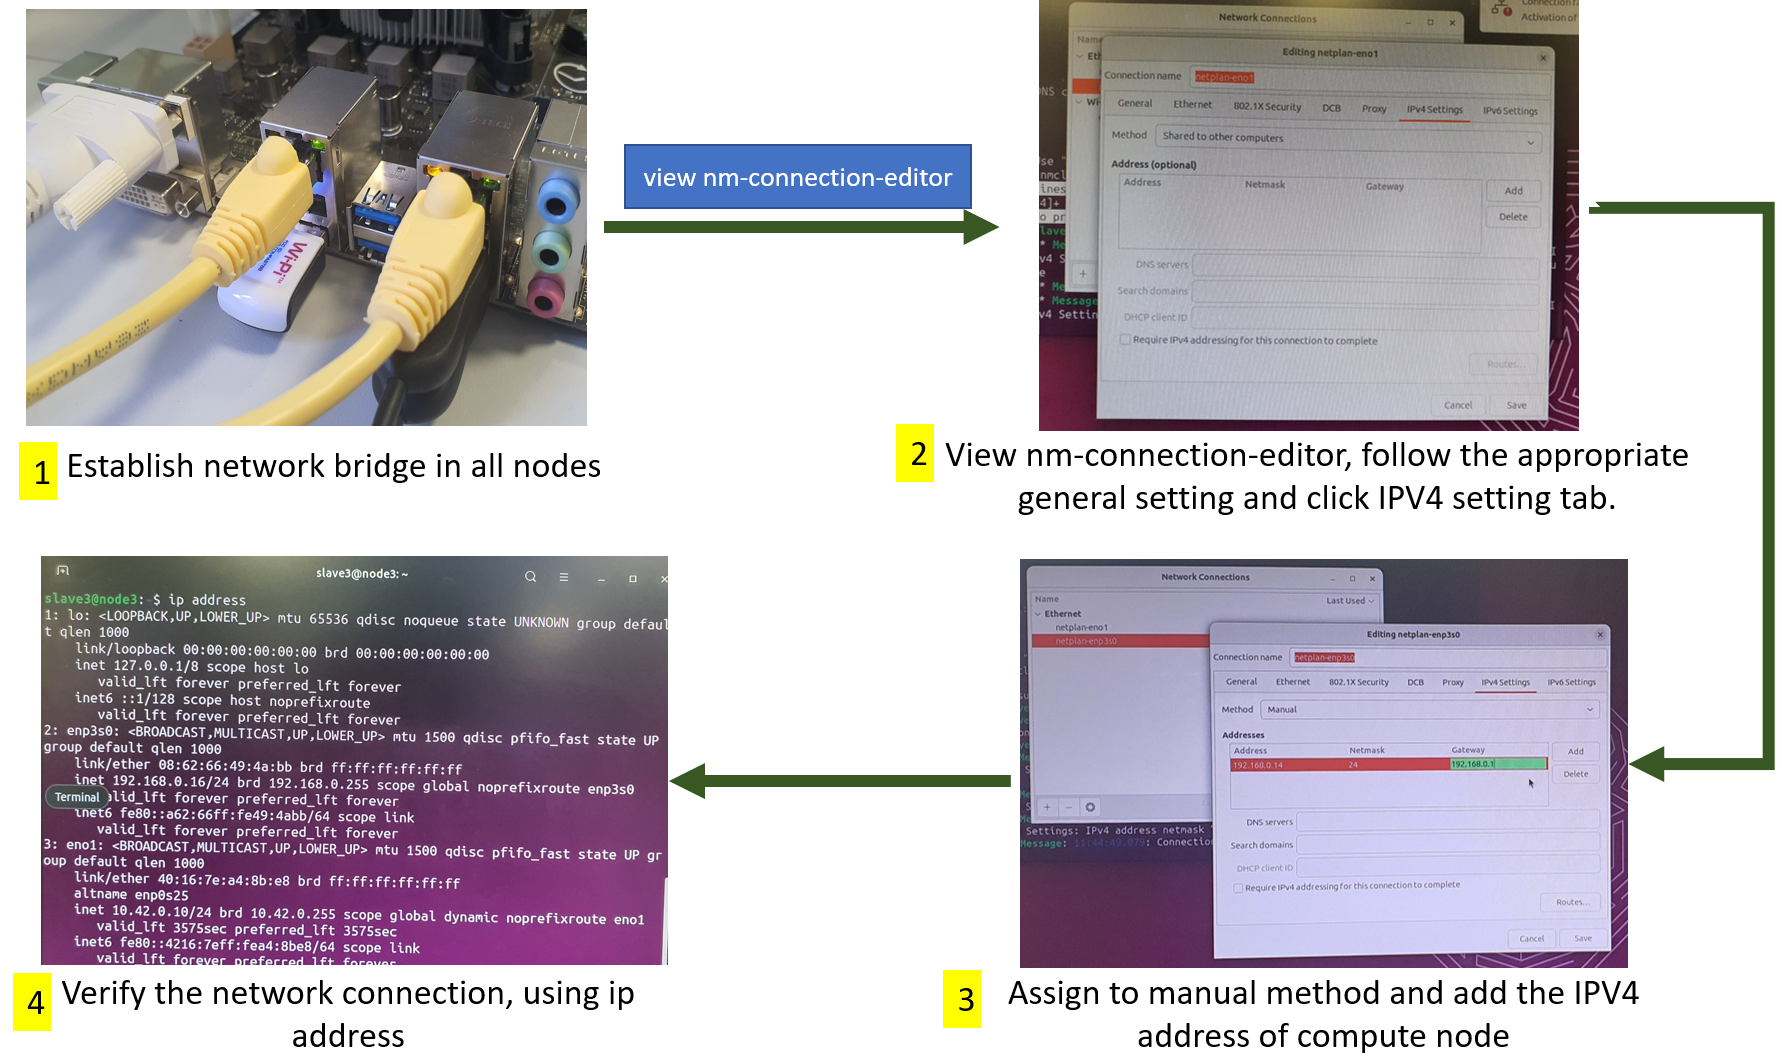 Wi-Pi
view nm-connection-editor
Network Connections
Activation of
Name
Editing netplan-eno1
Connection name netplan-eno1
General Ethernet 802.1X Security DCB Proxy IPv4 Settings IPv6 Settings
Method Shared to other computers
Address (optional)
Address Netmask Gateway
Add
Delete
DNS servers
Search domains
DHCP client ID
Require IPv4 addressing for this connection to complete
Routes...
Cancel Save
1 Establish network bridge in all nodes
2 View nm-connection-editor, follow the appropriate
general setting and click IPV4 setting tab.
Network Connections
Name Last Used
Ethernet
netplan-eno1
netplan-enp3s0
Editing netplan-enp3s0
Connection name netplan-enp3s0
General Ethernet 802.1X Security DCB Proxy IPv4 Settings IPv6 Settings
Method Manual
Addresses
Address Netmask Gateway
192.168.0.14 24 192.168.0.1
Add
Delete
DNS servers
Search domains
DHCP client ID
Require IPv4 addressing for this connection to complete
Routes...
Cancel Save
Settings: IPv4 address netmask
Message: 11:44:49.079: Connection
3 Assign to manual method and add the IPV4
address of compute node
slave3@node3: ~
slave3@node3:~$ ip address
1: lo: <LOOPBACK,UP,LOWER_UP> mtu 65536 qdisc noqueue state UNKNOWN group defaul
t qlen 1000
link/loopback 00:00:00:00:00:00 brd 00:00:00:00:00:00
inet 127.0.0.1/8 scope host lo
valid_lft forever preferred_lft forever
inet6 ::1/128 scope host noprefixroute
valid_lft forever preferred_lft forever
2: enp3s0: <BROADCAST,MULTICAST,UP,LOWER_UP> mtu 1500 qdisc pfifo_fast state UP
group default qlen 1000
link/ether 08:62:66:49:4a:bb brd ff:ff:ff:ff:ff:ff
inet 192.168.0.16/24 brd 192.168.0.255 scope global noprefixroute enp3s0
Terminal alid_lft forever preferred_lft forever
inet6 fe80::a62:66ff:fe49:4abb/64 scope link
valid_lft forever preferred_lft forever
3: eno1: <BROADCAST,MULTICAST,UP,LOWER_UP> mtu 1500 qdisc pfifo_fast state UP gr
oup default qlen 1000
link/ether 40:16:7e:a4:8b:e8 brd ff:ff:ff:ff:ff:ff
altname enp0s25
inet 10.42.0.10/24 brd 10.42.0.255 scope global dynamic noprefixroute eno1
valid_lft 3575sec preferred_lft 3575sec
inet6 fe80::4216:7eff:fea4:8be8/64 scope link
valid_lft forever preferred_lft forever
4 Verify the network connection, using ip
address